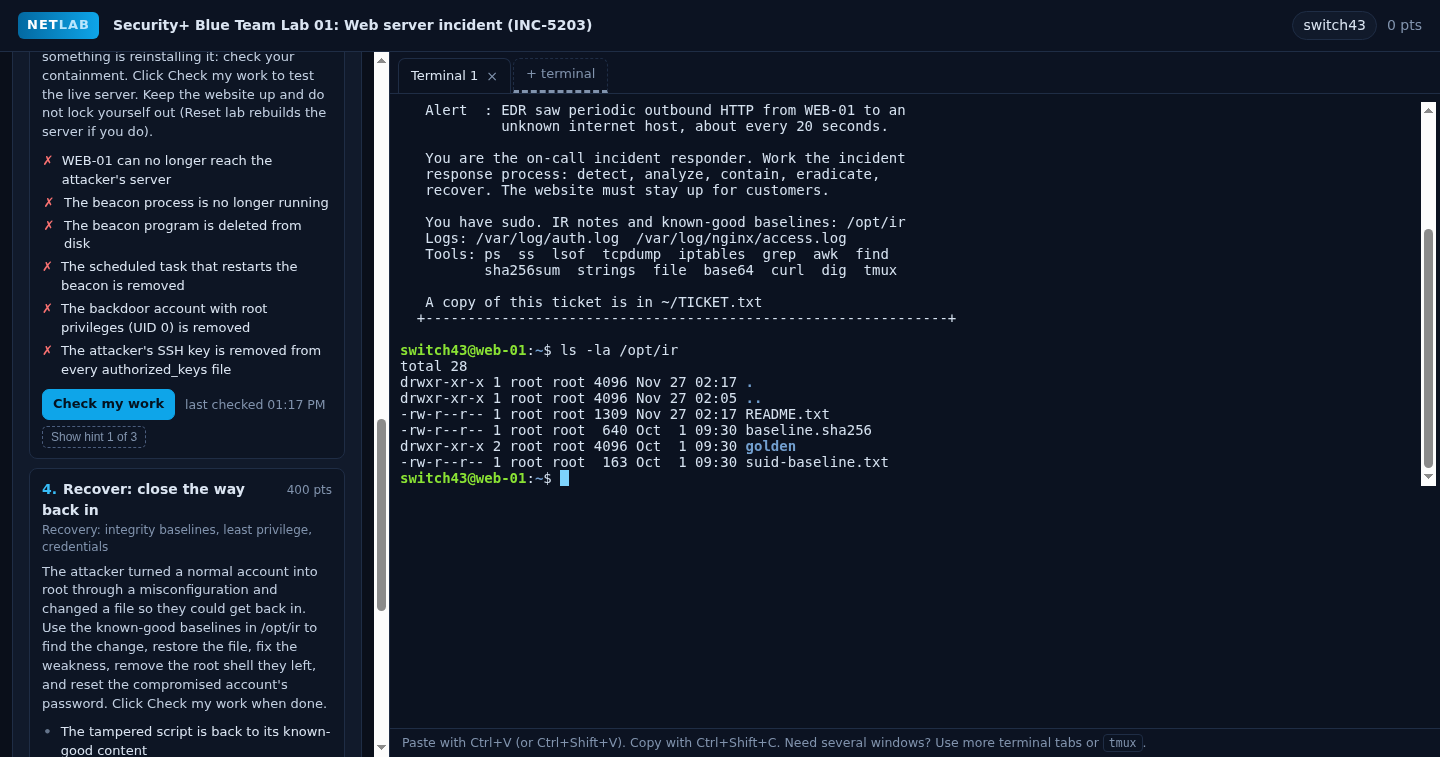 NETLAB
Security+ Blue Team Lab 01: Web server incident (INC-5203)
switch43
0 pts
something is reinstalling it: check your
containment. Click Check my work to test
the live server. Keep the website up and do
not lock yourself out (Reset lab rebuilds the
server if you do).
✗ WEB-01 can no longer reach the
attacker's server
✗ The beacon process is no longer running
✗ The beacon program is deleted from
disk
✗ The scheduled task that restarts the
beacon is removed
✗ The backdoor account with root
privileges (UID 0) is removed
✗ The attacker's SSH key is removed from
every authorized_keys file
Check my work last checked 01:17 PM
Show hint 1 of 3
4. Recover: close the way 400 pts
back in
Recovery: integrity baselines, least privilege,
credentials
The attacker turned a normal account into
root through a misconfiguration and
changed a file so they could get back in.
Use the known-good baselines in /opt/ir to
find the change, restore the file, fix the
weakness, remove the root shell they left,
and reset the compromised account's
password. Click Check my work when done.
• The tampered script is back to its known-
good content
Terminal 1 ×
+ terminal
Alert  : EDR saw periodic outbound HTTP from WEB-01 to an
unknown internet host, about every 20 seconds.
You are the on-call incident responder. Work the incident
response process: detect, analyze, contain, eradicate,
recover. The website must stay up for customers.
You have sudo. IR notes and known-good baselines: /opt/ir
Logs: /var/log/auth.log  /var/log/nginx/access.log
Tools: ps  ss  lsof  tcpdump  iptables  grep  awk  find
sha256sum  strings  file  base64  curl  dig  tmux
A copy of this ticket is in ~/TICKET.txt
+--------------------------------------------------------------+
switch43@web-01:~$ ls -la /opt/ir
total 28
drwxr-xr-x 1 root root 4096 Nov 27 02:17 .
drwxr-xr-x 1 root root 4096 Nov 27 02:05 ..
-rw-r--r-- 1 root root 1309 Nov 27 02:17 README.txt
-rw-r--r-- 1 root root  640 Oct  1 09:30 baseline.sha256
drwxr-xr-x 2 root root 4096 Oct  1 09:30 golden
-rw-r--r-- 1 root root  163 Oct  1 09:30 suid-baseline.txt
switch43@web-01:~$
Paste with Ctrl+V (or Ctrl+Shift+V). Copy with Ctrl+Shift+C. Need several windows? Use more terminal tabs or tmux.